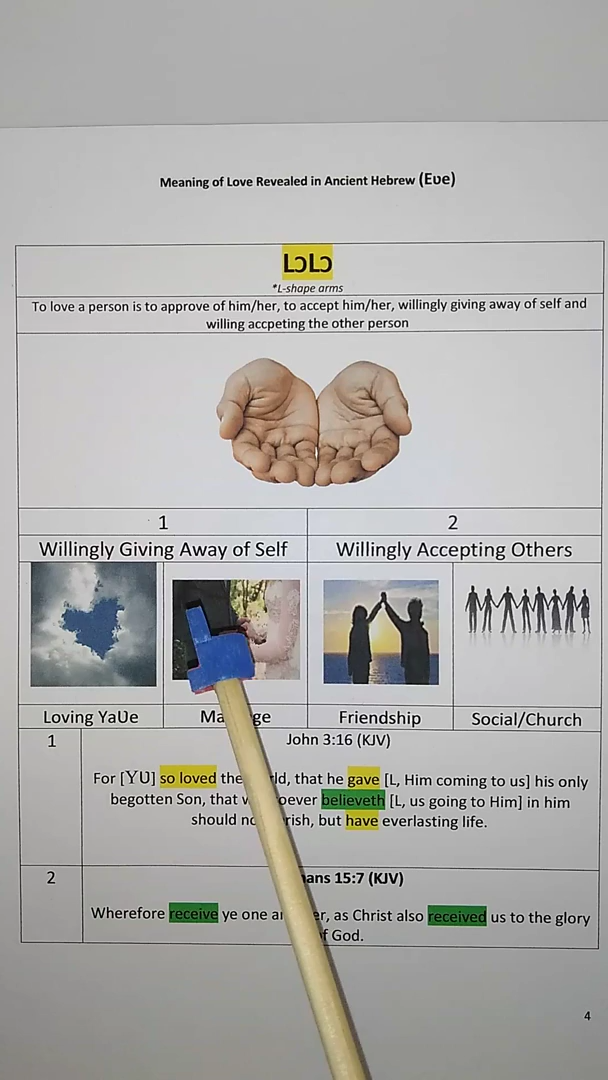 Meaning of Love Revealed in Ancient Hebrew (Eʋe)
LɔLɔ
*L-shape arms
To love a person is to approve of him/her, to accept him/her, willingly giving away of self and
willing accpeting the other person
1
2
Willingly Giving Away of Self
Willingly Accepting Others
Loving YaƲe
Friendship
Social/Church
1
John 3:16 (KJV)
For [YU] so loved the, that he gave [L, Him coming to us] his only
begotten Son, that believeth [L, us going to Him] in him
should, but have everlasting life.
2
15:7 (KJV)
Wherefore receive ye one, as Christ also received us to the glory
God.
4